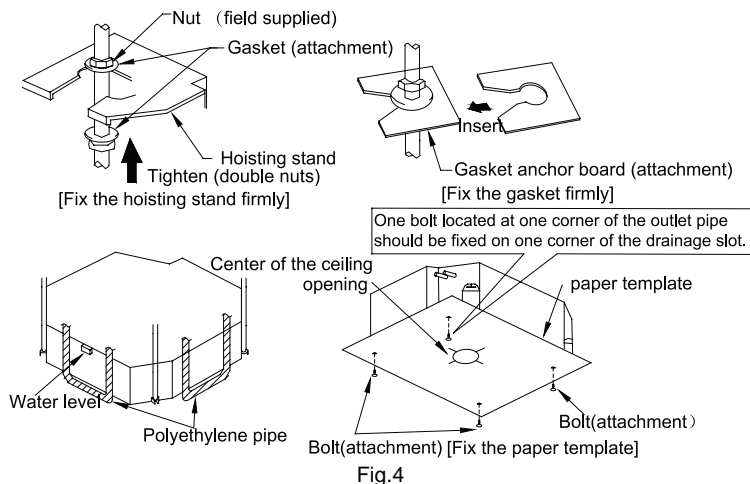 Nut （field supplied)
Gasket (attachment)
Hoisting stand
Tighten (double nuts)
[Fix the hoisting stand firmly]
Insert
Gasket anchor board (attachment)
[Fix the gasket firmly]
One bolt located at one corner of the outlet pipe
should be fixed on one corner of the drainage slot.
Center of the ceiling
opening
paper template
Water level
Polyethylene pipe
Bolt(attachment）
Bolt(attachment) [Fix the paper template]
Fig.4